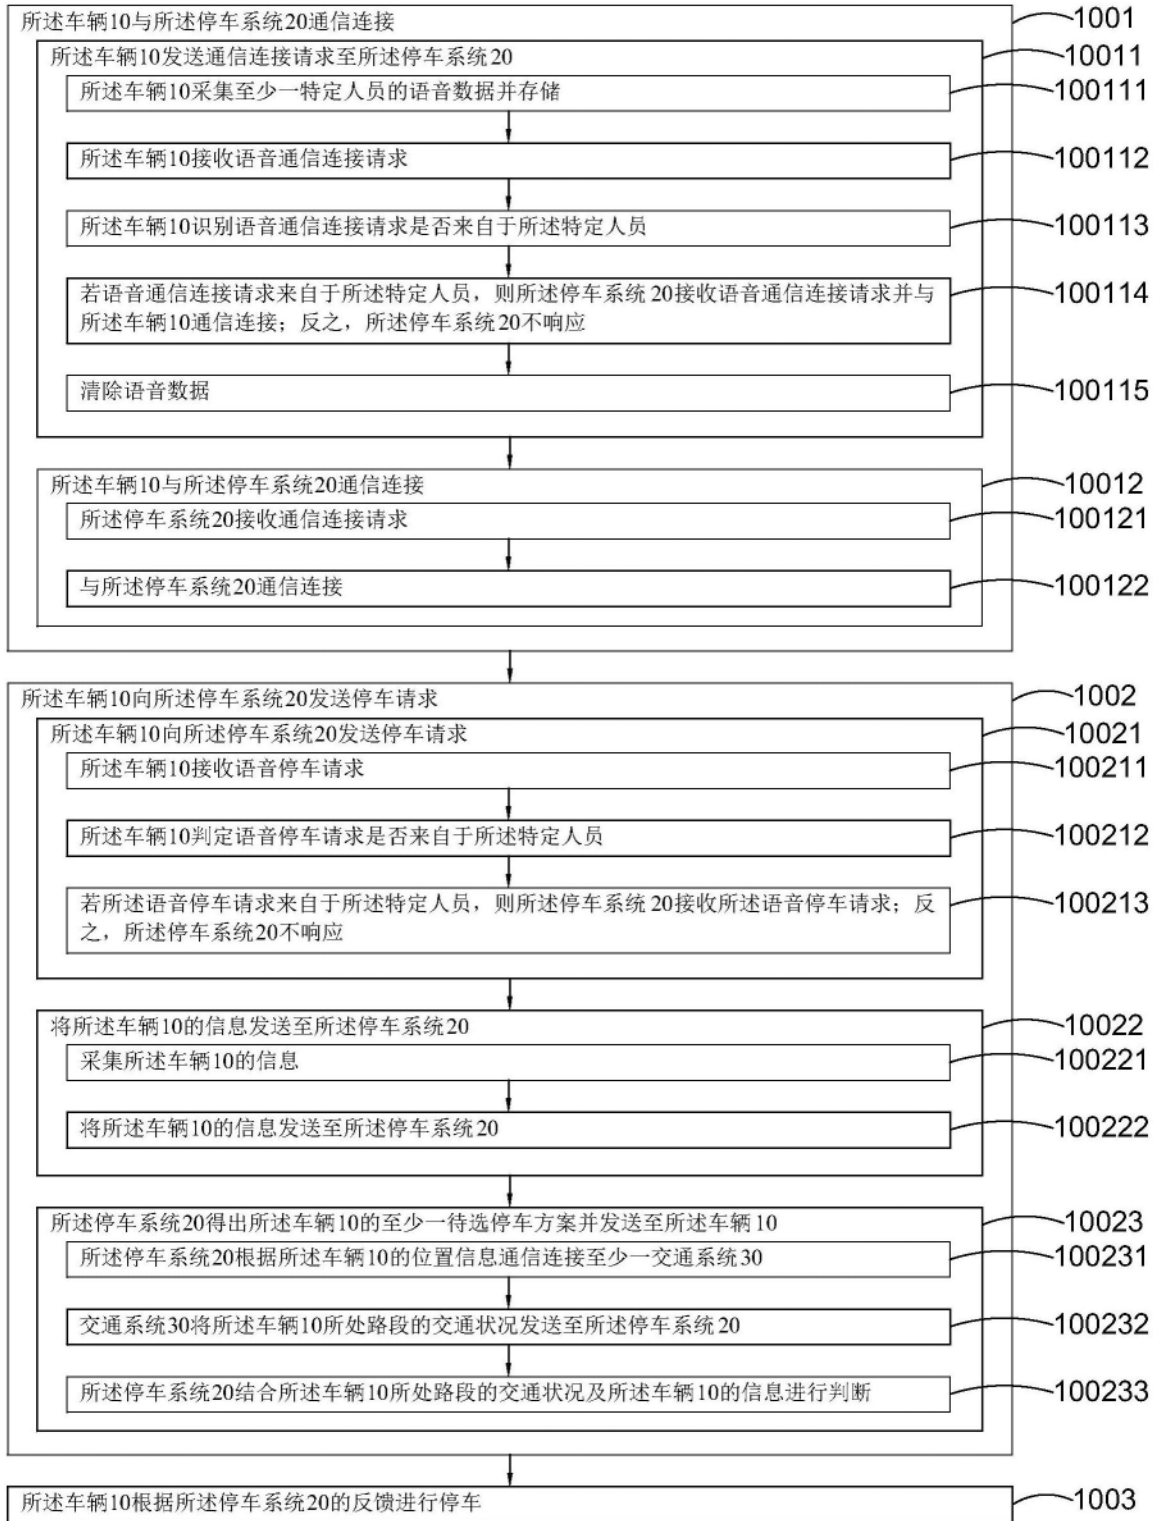 所述车辆10与所述停车系统20通信连接
1001
所述车辆10发送通信连接请求至所述停车系统20
10011
所述车辆10采集至少一特定人员的语音数据并存储
100111
所述车辆10接收语音通信连接请求
100112
所述车辆10识别语音通信连接请求是否来自于所述特定人员
100113
若语音通信连接请求来自于所述特定人员，则所述停车系统20接收语音通信连接请求并与
所述车辆10通信连接；反之，所述停车系统20不响应
100114
清除语音数据
100115
所述车辆10与所述停车系统20通信连接
10012
所述停车系统20接收通信连接请求
100121
与所述停车系统20通信连接
100122
所述车辆10向所述停车系统20发送停车请求
1002
所述车辆10向所述停车系统20发送停车请求
10021
所述车辆10接收语音停车请求
100211
所述车辆10判定语音停车请求是否来自于所述特定人员
100212
若所述语音停车请求来自于所述特定人员，则所述停车系统20接收所述语音停车请求；反
之，所述停车系统20不响应
100213
将所述车辆10的信息发送至所述停车系统20
10022
采集所述车辆10的信息
100221
将所述车辆10的信息发送至所述停车系统20
100222
所述停车系统20得出所述车辆10的至少一待选停车方案并发送至所述车辆10
10023
所述停车系统20根据所述车辆10的位置信息通信连接至少一交通系统30
100231
交通系统30将所述车辆10所处路段的交通状况发送至所述停车系统20
100232
所述停车系统20结合所述车辆10所处路段的交通状况及所述车辆10的信息进行判断
100233
所述车辆10根据所述停车系统20的反馈进行停车
1003